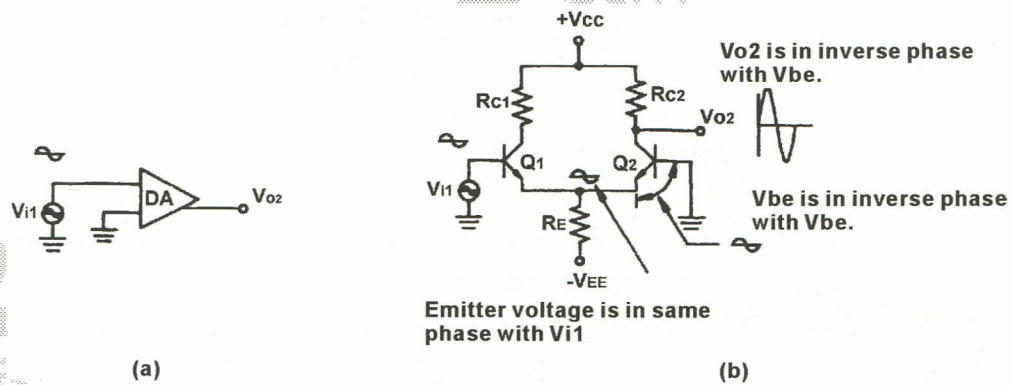 +Vcc
Vo2 is in inverse phase
with Vbe.
RC1
RC2
Vo2
Q1
Q2
Vi1
DA
Vo2
Vi1
RE
Vbe is in inverse phase
with Vbe.
-VEE
Emitter voltage is in same
phase with Vi1
(a)
(b)